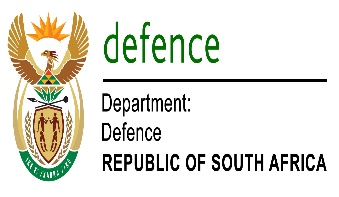 defence
Department:
Defence
REPUBLIC OF SOUTH AFRICA